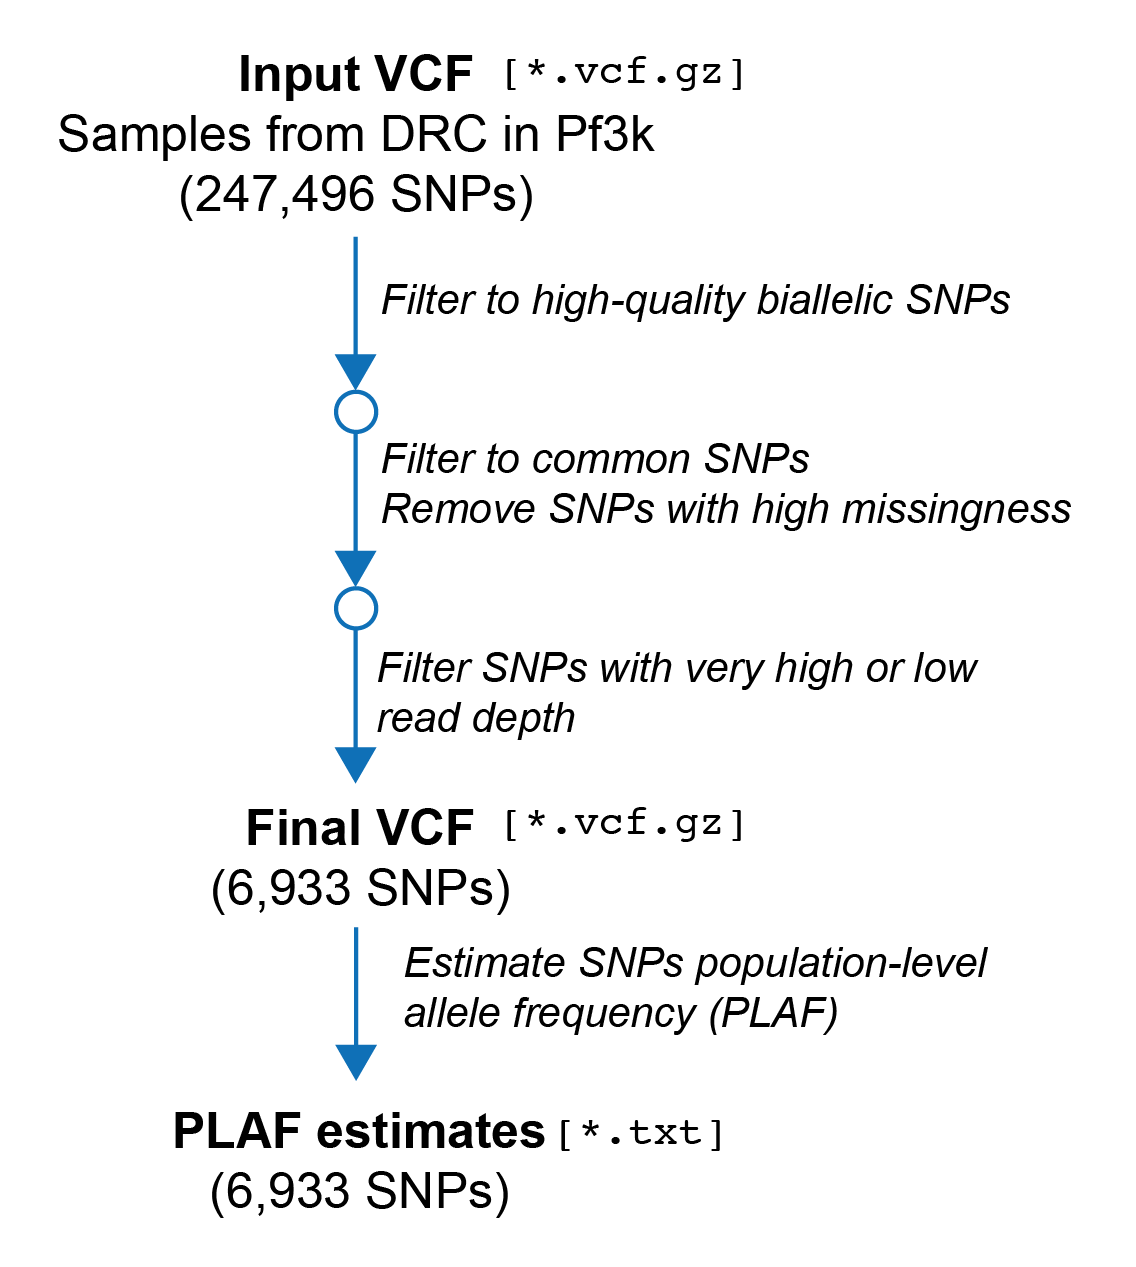 Input VCF [*.vcf.gz]
Samples from DRC in Pf3k
(247,496 SNPs)
Filter to high-quality biallelic SNPs
Filter to common SNPs
Remove SNPs with high missingness
Filter SNPs with very high or low
read depth
Final VCF [*.vcf.gz]
(6,933 SNPs)
Estimate SNPs population-level
allele frequency (PLAF)
PLAF estimates [*.txt]
(6,933 SNPs)